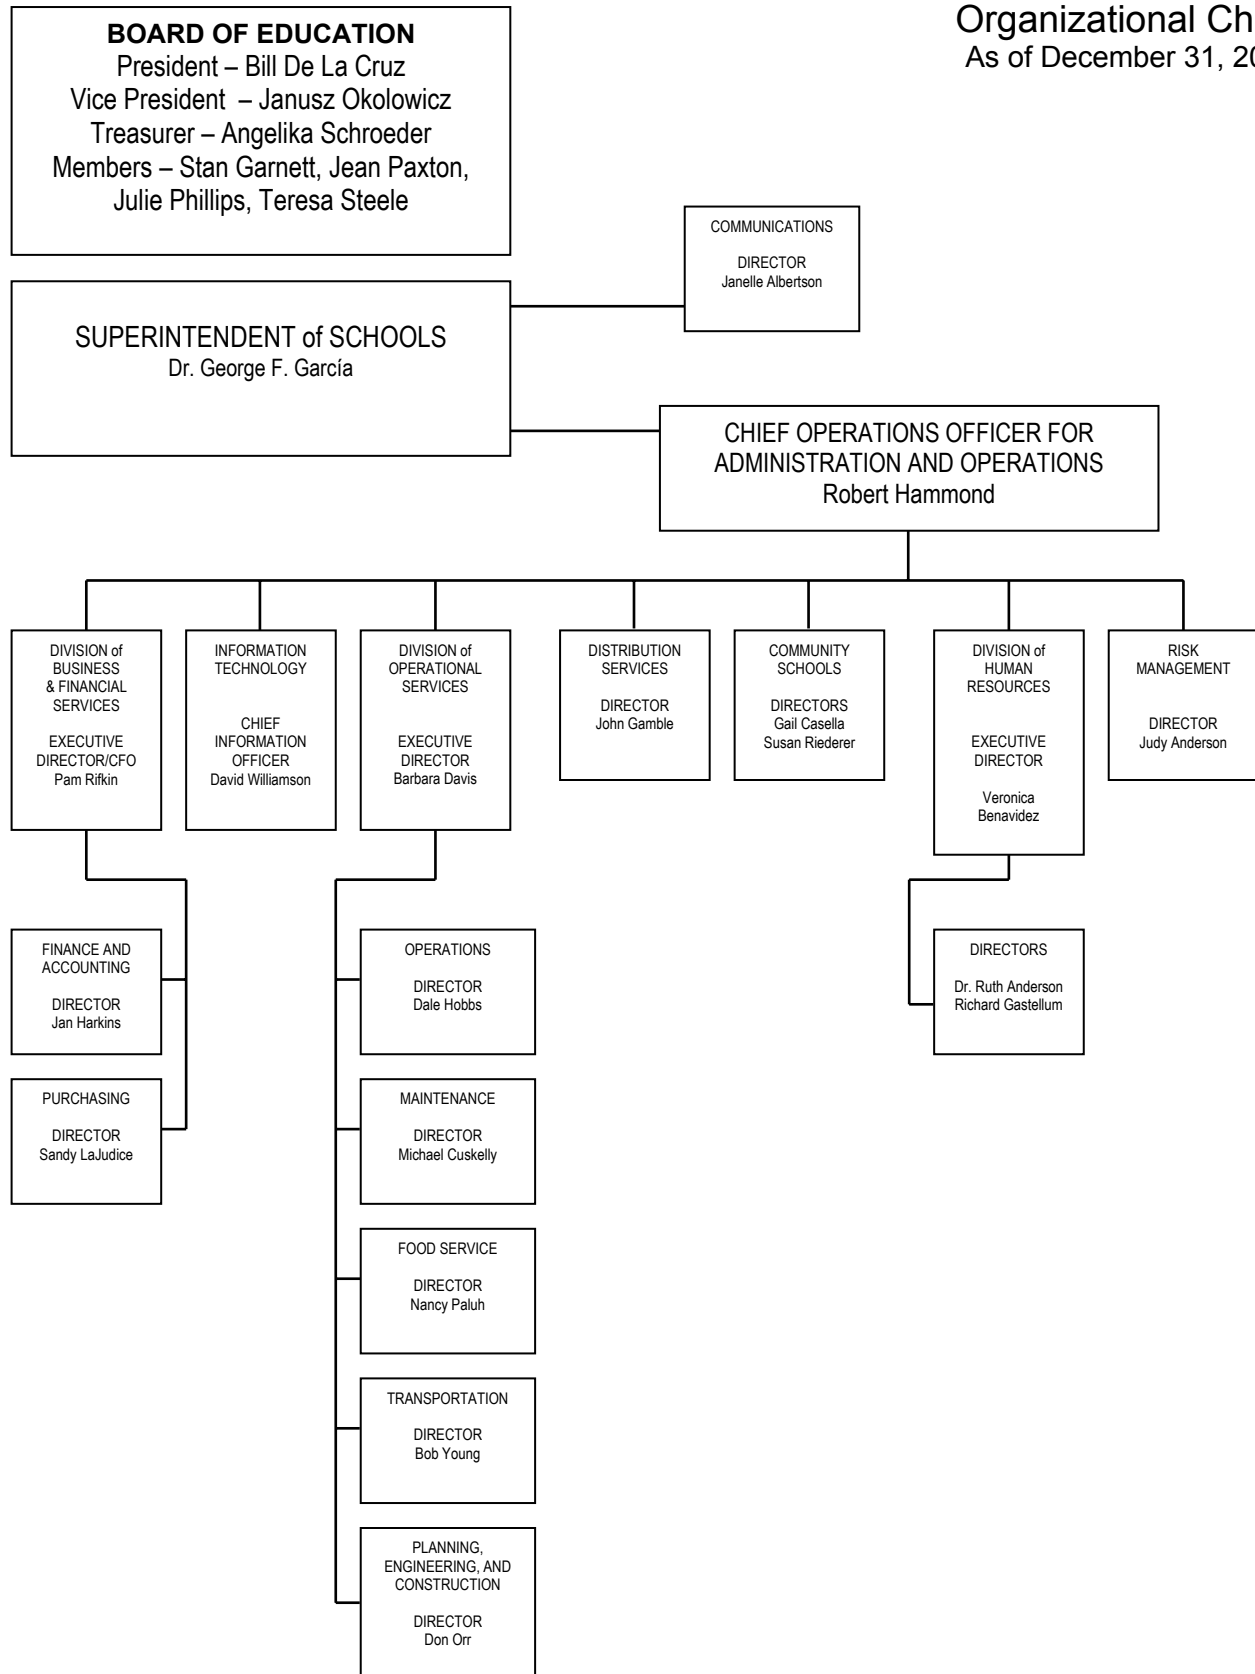 Organizational
As of December 31,
BOARD OF EDUCATION
President – Bill De La Cruz
Vice President – Janusz Okolowicz
Treasurer – Angelika Schroeder
Members – Stan Garnett, Jean Paxton,
Julie Phillips, Teresa Steele
COMMUNICATIONS
DIRECTOR
Janelle Albertson
SUPERINTENDENT of SCHOOLS
Dr. George F. García
CHIEF OPERATIONS OFFICER FOR
ADMINISTRATION AND OPERATIONS
Robert Hammond
DIVISION of
BUSINESS
& FINANCIAL
SERVICES
EXECUTIVE
DIRECTOR/CFO
Pam Rifkin
INFORMATION
TECHNOLOGY
CHIEF
INFORMATION
OFFICER
David Williamson
DIVISION of
OPERATIONAL
SERVICES
EXECUTIVE
DIRECTOR
Barbara Davis
DISTRIBUTION
SERVICES
DIRECTOR
John Gamble
COMMUNITY
SCHOOLS
DIRECTORS
Gail Casella
Susan Riederer
DIVISION of
HUMAN
RESOURCES
EXECUTIVE
DIRECTOR
Veronica
Benavidez
RISK
MANAGEMENT
DIRECTOR
Judy Anderson
FINANCE AND
ACCOUNTING
DIRECTOR
Jan Harkins
PURCHASING
DIRECTOR
Sandy LaJudice
OPERATIONS
DIRECTOR
Dale Hobbs
MAINTENANCE
DIRECTOR
Michael Cuskelly
FOOD SERVICE
DIRECTOR
Nancy Paluh
TRANSPORTATION
DIRECTOR
Bob Young
PLANNING,
ENGINEERING, AND
CONSTRUCTION
DIRECTOR
Don Orr
DIRECTORS
Dr. Ruth Anderson
Richard Gastellum